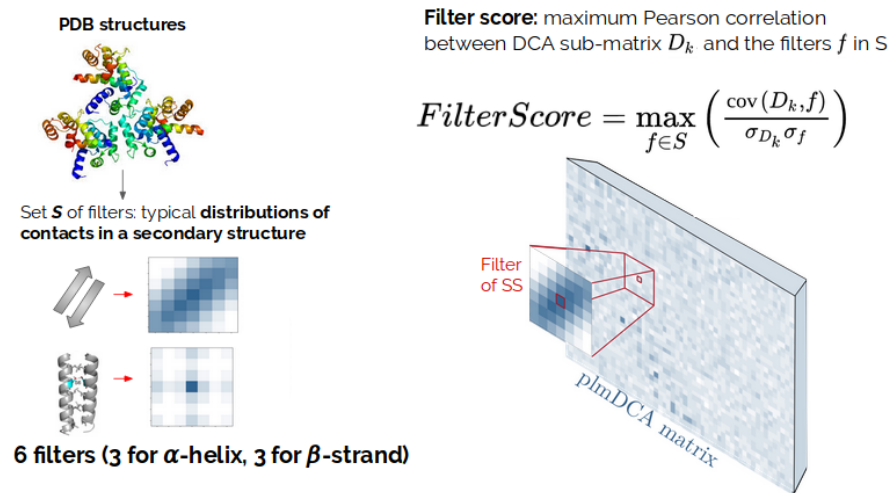 PDB structures
Set S of filters: typical distributions of
contacts in a secondary structure
6 filters (3 for α-helix, 3 for β-strand)
Filter score: maximum Pearson correlation
between DCA sub-matrix D_k and the filters f in S
FilterScore = max_{f∈S} ( cov(D_k, f) / σ_{D_k} σ_f )
Filter
of SS
plmDCA matrix